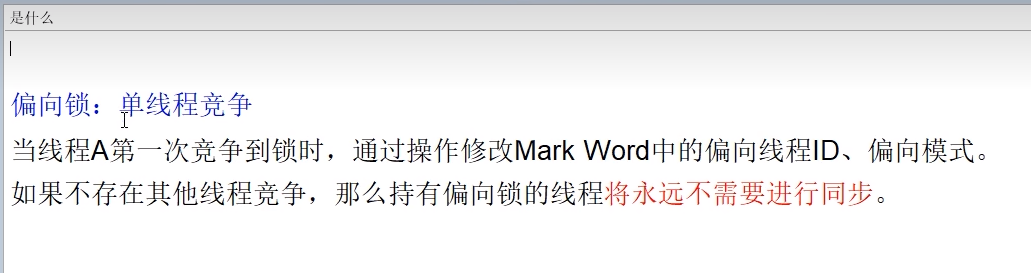 是什么
偏向锁：单线程竞争
当线程A第一次竞争到锁时，通过操作修改Mark Word中的偏向线程ID、偏向模式。
如果不存在其他线程竞争，那么持有偏向锁的线程将永远不需要进行同步。